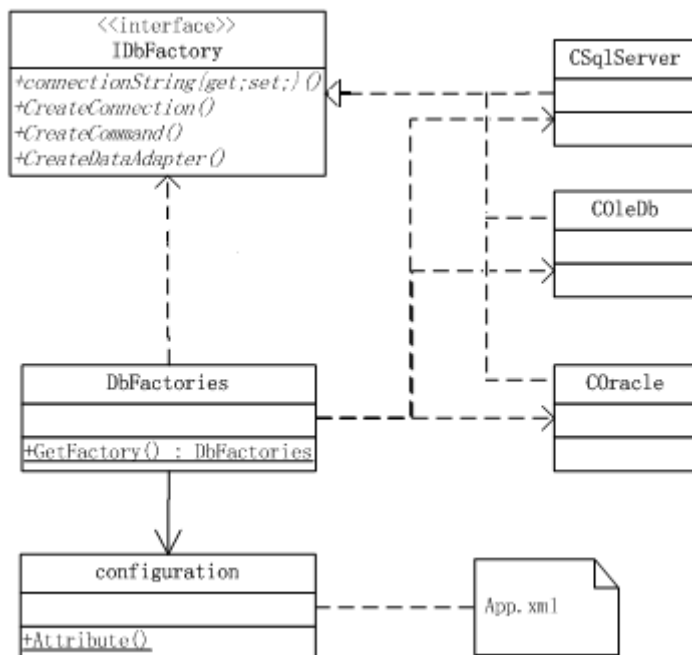 <<interface>>
IDbFactory
+connectionString{get;set;}()
+CreateConnection()
+CreateCommand()
+CreateDataAdapter()
CSqlServer
COleDb
DbFactories
+GetFactory() : DbFactories
COracle
configuration
+Attribute()
App.xml